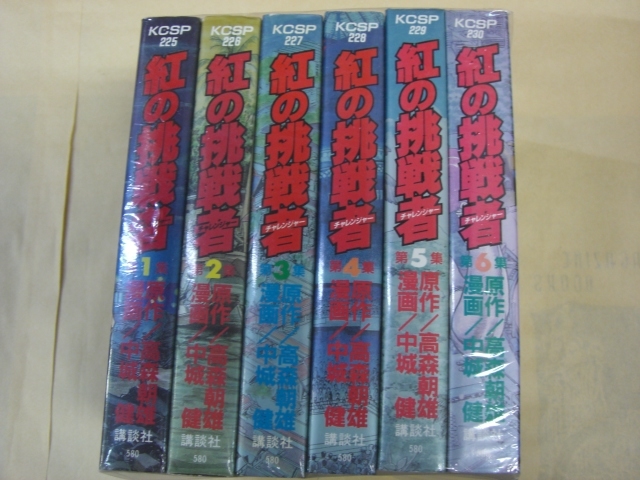 KCSP
225
紅の挑戦者
チャレンジャー
第1集
原作/高森朝雄
漫画/中城 健
講談社
580
KCSP
226
紅の挑戦者
チャレンジャー
第2集
原作/高森朝雄
漫画/中城 健
講談社
580
KCSP
227
紅の挑戦者
チャレンジャー
第3集
原作/高森朝雄
漫画/中城 健
講談社
580
KCSP
228
紅の挑戦者
チャレンジャー
第4集
原作/高森朝雄
漫画/中城 健
講談社
580
KCSP
229
紅の挑戦者
チャレンジャー
第5集
原作/高森朝雄
漫画/中城 健
講談社
580
KCSP
230
紅の挑戦者
チャレンジャー
第6集
原作/高森朝雄
漫画/中城 健
講談社
580